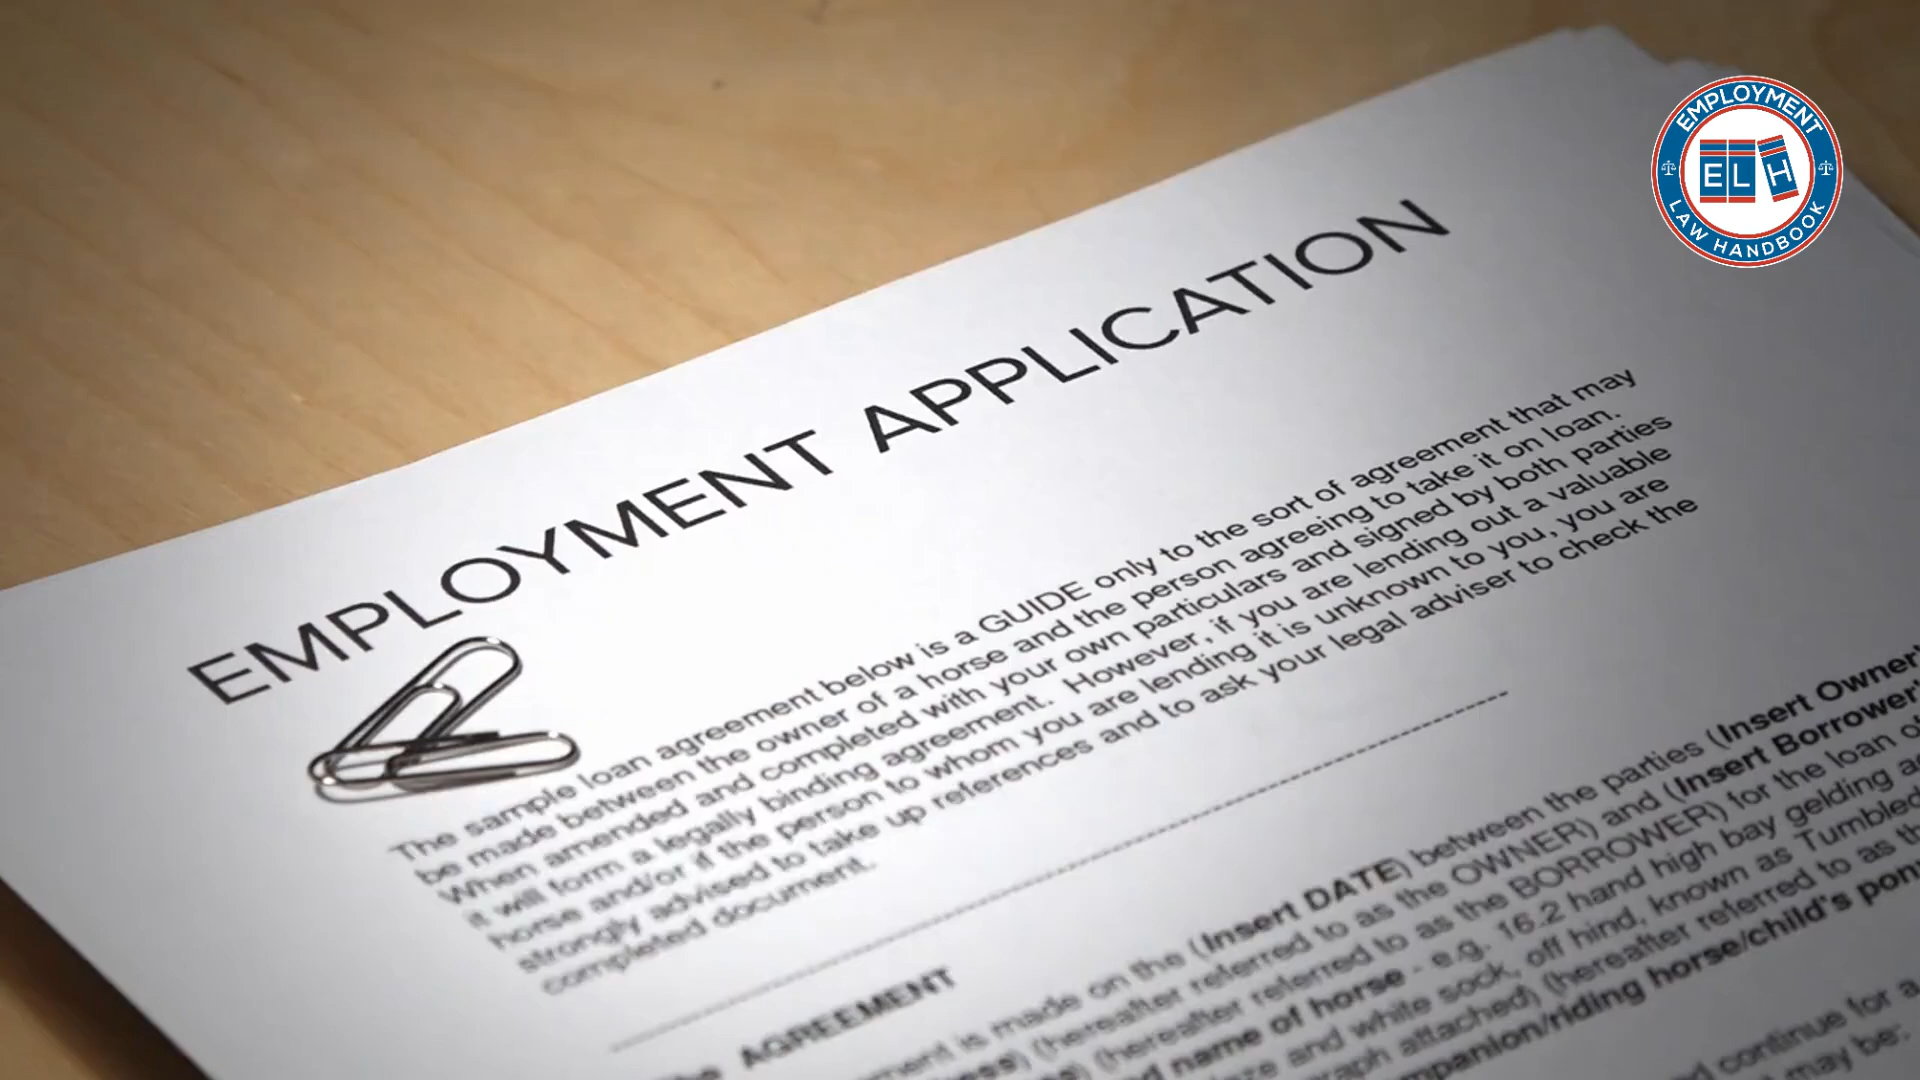 EMPLOYMENT LAW HANDBOOK
ELH
EMPLOYMENT APPLICATION
The sample loan agreement below is a GUIDE only to the sort of agreement that may
be made between the owner of a horse and the person agreeing to take it on loan.
When amended and completed with your own particulars and signed by both parties
it will form a legally binding agreement. However, if you are lending out a valuable
horse and/or if the person to whom you are lending it is unknown to you, you are
strongly advised to take up references and to ask your legal adviser to check the
completed document.
AGREEMENT
is made on the (Insert DATE) between the parties (Insert Owner'
(hereafter referred to as the OWNER) and (Insert Borrower'
(hereafter referred to as the BORROWER) for the loan of
name of horse - e.g. 16.2 hand high bay gelding
and white sock, off hind, known as Tumbled
attached) (hereafter referred to as
horse/child's pony
continue for a
may be: